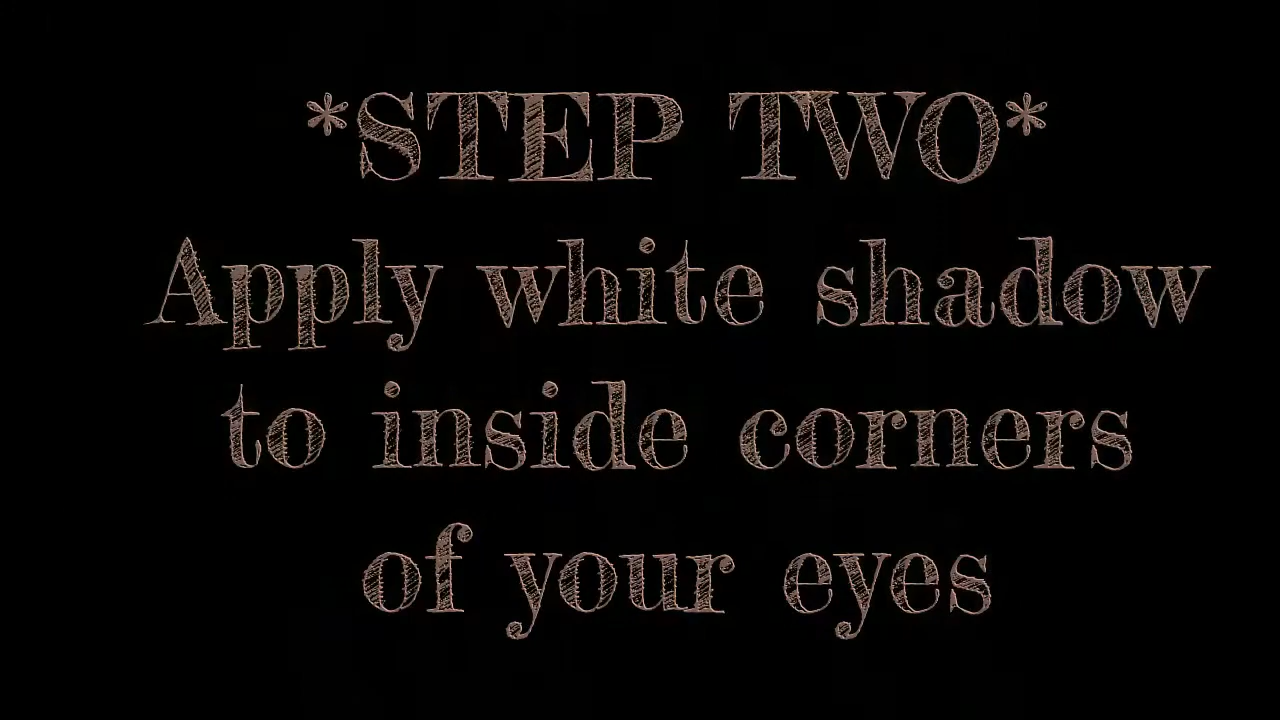 *STEP TWO*
Apply white shadow
to inside corners
of your eyes